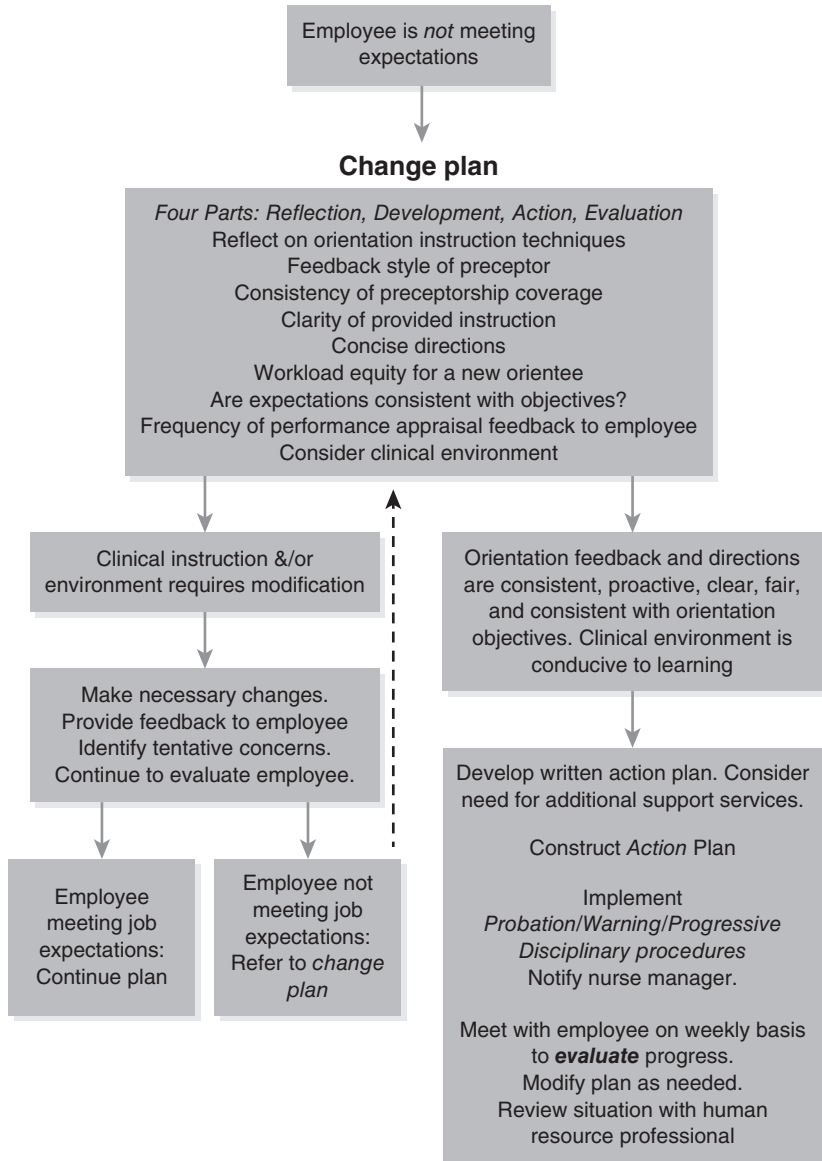 Employee is not meeting
expectations
Change plan
Four Parts: Reflection, Development, Action, Evaluation
Reflect on orientation instruction techniques
Feedback style of preceptor
Consistency of preceptorship coverage
Clarity of provided instruction
Concise directions
Workload equity for a new orientee
Are expectations consistent with objectives?
Frequency of performance appraisal feedback to employee
Consider clinical environment
Clinical instruction &/or
environment requires modification
Make necessary changes.
Provide feedback to employee
Identify tentative concerns.
Continue to evaluate employee.
Employee
meeting job
expectations:
Continue plan
Employee not
meeting job
expectations:
Refer to change
plan
Orientation feedback and directions
are consistent, proactive, clear, fair,
and consistent with orientation
objectives. Clinical environment is
conducive to learning
Develop written action plan. Consider
need for additional support services.
Construct Action Plan
Implement
Probation/Warning/Progressive
Disciplinary procedures
Notify nurse manager.
Meet with employee on weekly basis
to evaluate progress.
Modify plan as needed.
Review situation with human
resource professional